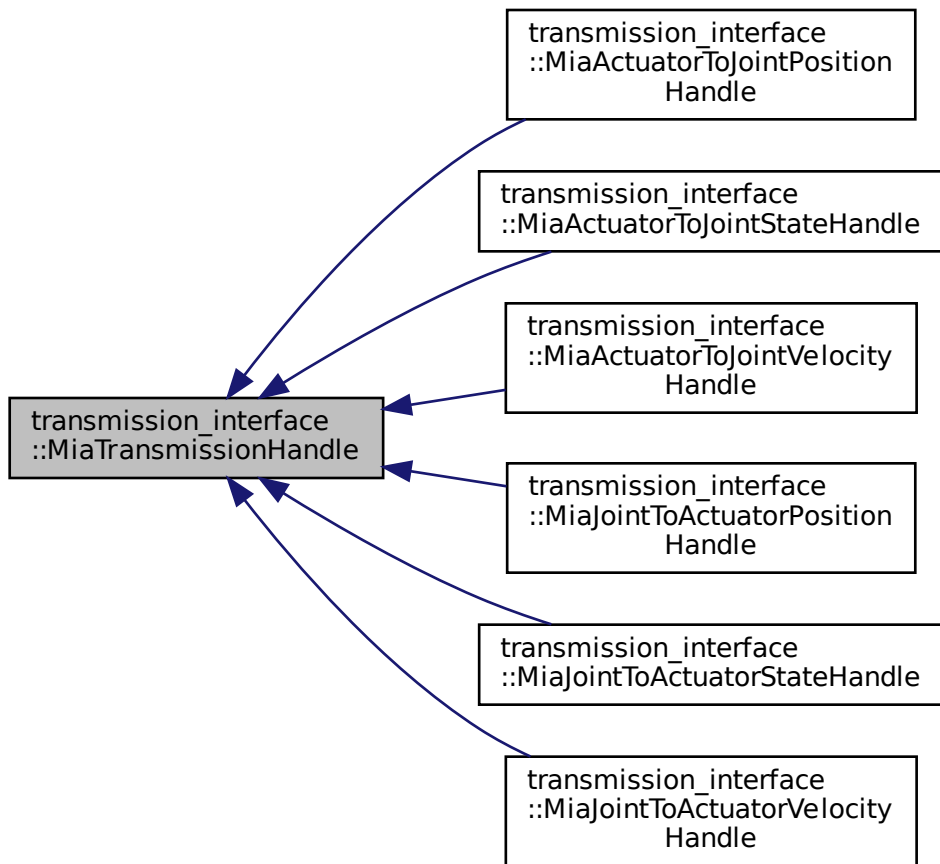 transmission_interface
::MiaActuatorToJointPosition
Handle
transmission_interface
::MiaActuatorToJointStateHandle
transmission_interface
::MiaActuatorToJointVelocity
Handle
transmission_interface
::MiaTransmissionHandle
transmission_interface
::MiaJointToActuatorPosition
Handle
transmission_interface
::MiaJointToActuatorStateHandle
transmission_interface
::MiaJointToActuatorVelocity
Handle